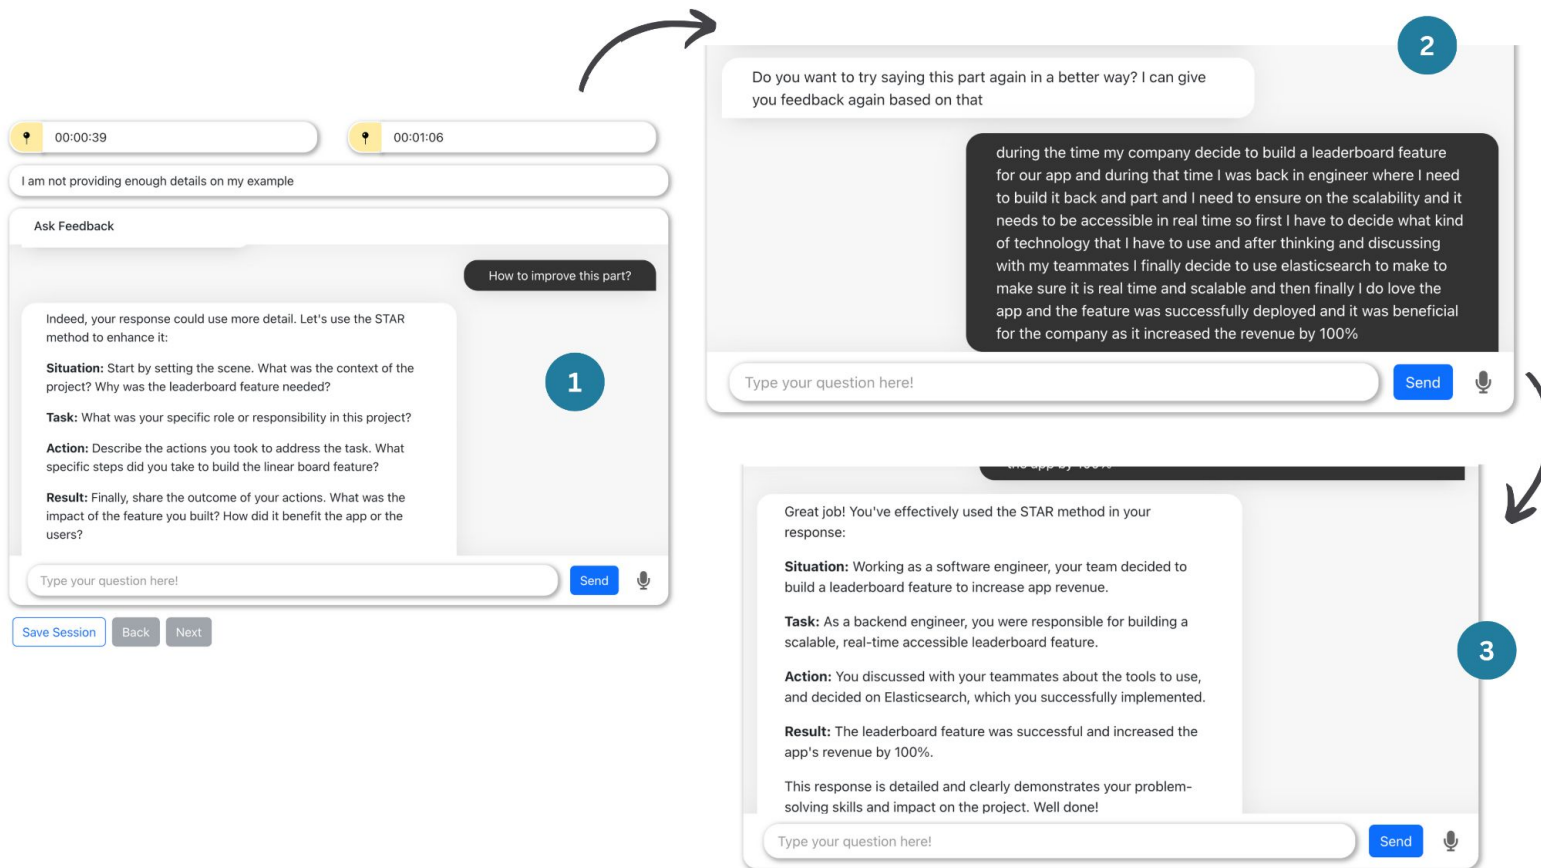 00:00:39
00:01:06
I am not providing enough details on my example
Ask Feedback
How to improve this part?
Indeed, your response could use more detail. Let's use the STAR
method to enhance it:
Situation: Start by setting the scene. What was the context of the
project? Why was the leaderboard feature needed?
Task: What was your specific role or responsibility in this project?
Action: Describe the actions you took to address the task. What
specific steps did you take to build the linear board feature?
Result: Finally, share the outcome of your actions. What was the
impact of the feature you built? How did it benefit the app or the
users?
1
Type your question here!
Send
Save Session
Back
Next
2
Do you want to try saying this part again in a better way? I can give
you feedback again based on that
during the time my company decide to build a leaderboard feature
for our app and during that time I was back in engineer where I need
to build it back and part and I need to ensure on the scalability and it
needs to be accessible in real time so first I have to decide what kind
of technology that I have to use and after thinking and discussing
with my teammates I finally decide to use elasticsearch to make to
make sure it is real time and scalable and then finally I do love the
app and the feature was successfully deployed and it was beneficial
for the company as it increased the revenue by 100%
Type your question here!
Send
the app by 100%
Great job! You've effectively used the STAR method in your
response:
Situation: Working as a software engineer, your team decided to
build a leaderboard feature to increase app revenue.
Task: As a backend engineer, you were responsible for building a
scalable, real-time accessible leaderboard feature.
Action: You discussed with your teammates about the tools to use,
and decided on Elasticsearch, which you successfully implemented.
Result: The leaderboard feature was successful and increased the
app's revenue by 100%.
This response is detailed and clearly demonstrates your problem-
solving skills and impact on the project. Well done!
3
Type your question here!
Send